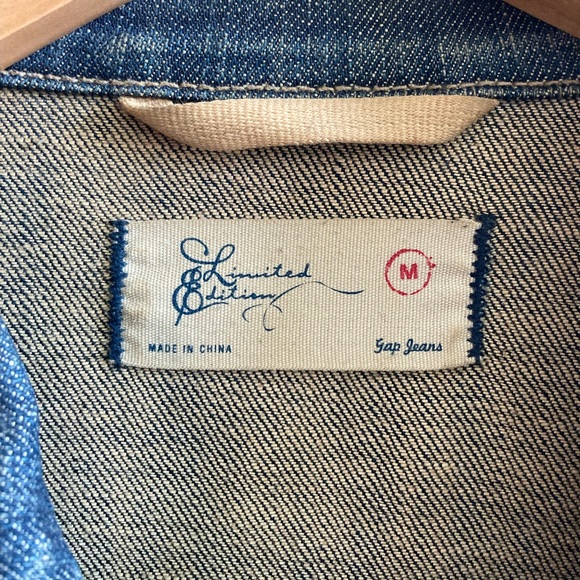 Limited
Edition
M
MADE IN CHINA
Gap Jeans